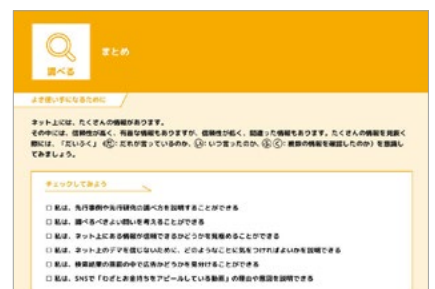 まとめ
調べる
よき使い手になるために
ネット上には、たくさんの情報があります。
その中には、信頼性が高く、有益な情報もありますが、信頼性が低く、間違った情報もあります。たくさんの情報を見抜く
際には、「だいふく」（だ：だれが言っているのか、い：いつ言ったのか、ふく：複数の情報を確認したのか）を意識し
てみましょう。
チェックしてみよう
□ 私は、先行事例や先行研究の調べ方を説明することができる
□ 私は、調べるべきよい問いを考えることができる
□ 私は、ネット上にある情報が信頼できるかどうかを見極めることができる
□ 私は、ネット上のデマを信じないために、どのようなことに気をつければよいかを説明できる
□ 私は、検索結果の画面の中で広告かどうかを見分けることができる
□ 私は、SNSで「わざとお金持ちをアピールしている動画」の理由や意図を説明できる